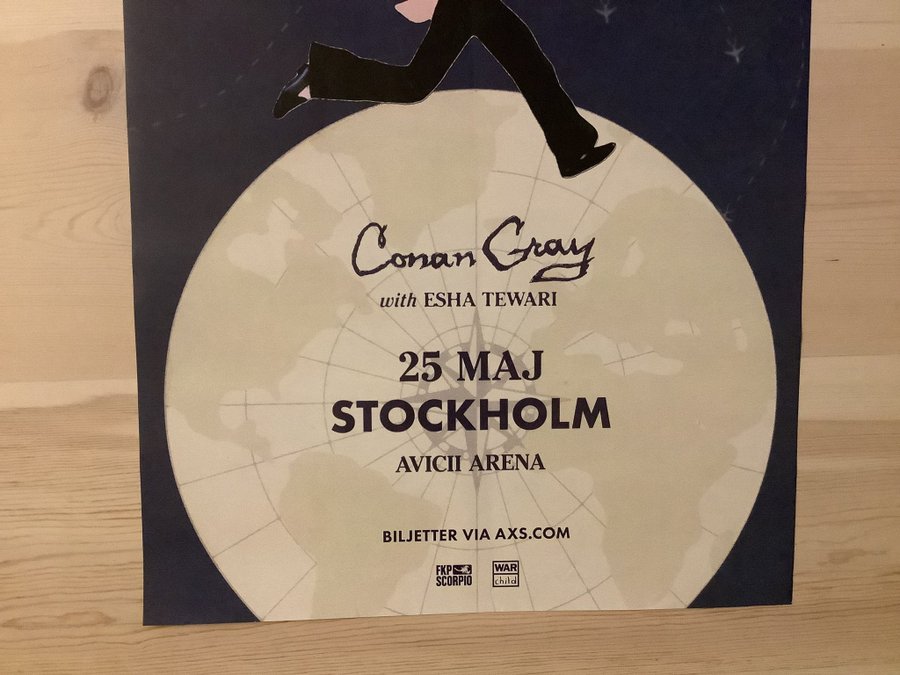 Conan Gray
with ESHA TEWARI
25 MAJ
STOCKHOLM
AVICII ARENA
BILJETTER VIA AXS.COM
FKP
SCORPIO
WAR
child